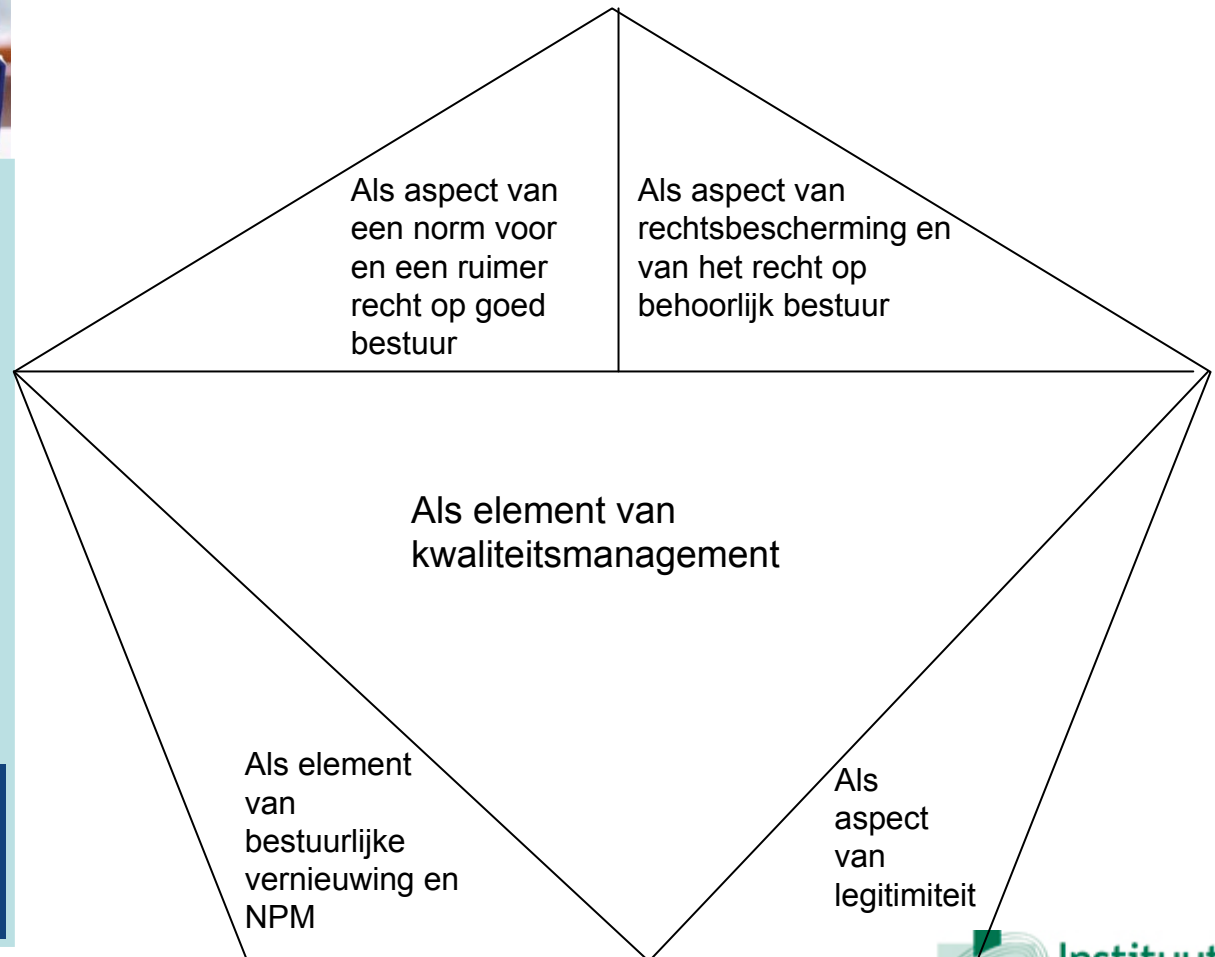 Als aspect van
een norm voor
en een ruimer
recht op goed
bestuur
Als aspect van
rechtsbescherming en
van het recht op
behoorlijk bestuur
Als element van
kwaliteitsmanagement
Als element
van
bestuurlijke
vernieuwing en
NPM
Als
aspect
van
legitimiteit
Instituut